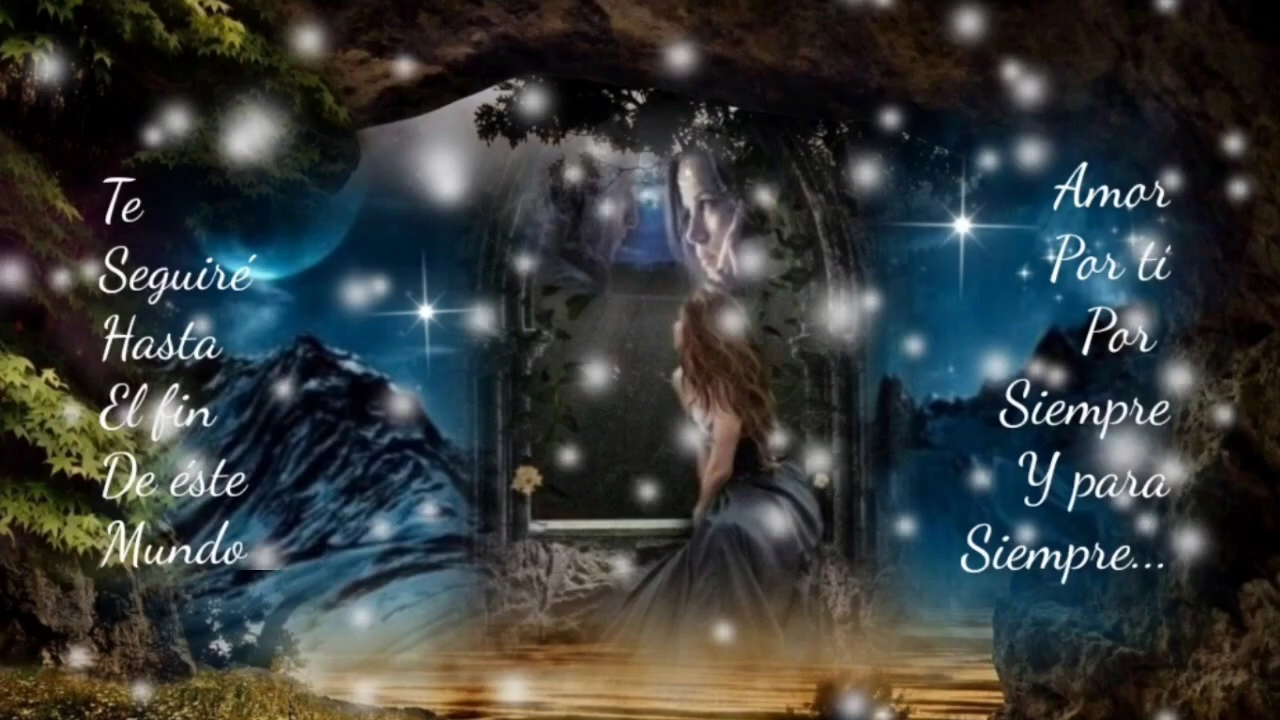 Te
Seguiré
Hasta
El fin
De éste
Mundo
Amor
Por ti
Por
Siempre
Y para
Siempre...